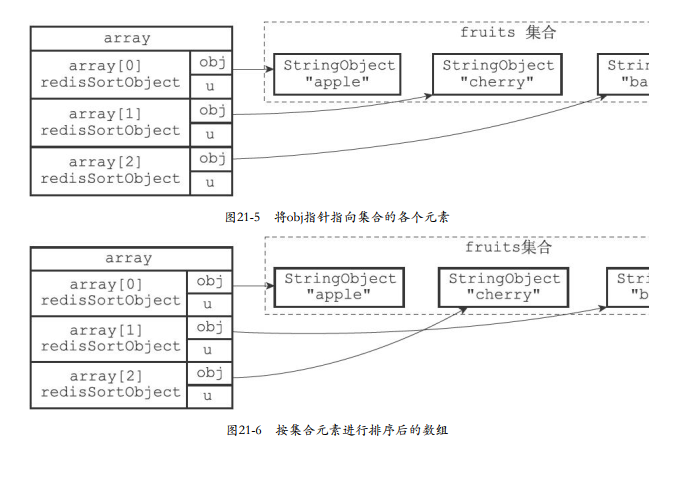 fruits 集合
array
array[0]
redisSortObject
obj
u
StringObject
"apple"
StringObject
"cherry"
array[1]
redisSortObject
obj
u
array[2]
redisSortObject
obj
u
图21-5 将obj指针指向集合的各个元素
fruits集合
array
array[0]
redisSortObject
obj
u
StringObject
"apple"
StringObject
"cherry"
array[1]
redisSortObject
obj
u
array[2]
redisSortObject
obj
u
图21-6 按集合元素进行排序后的数组